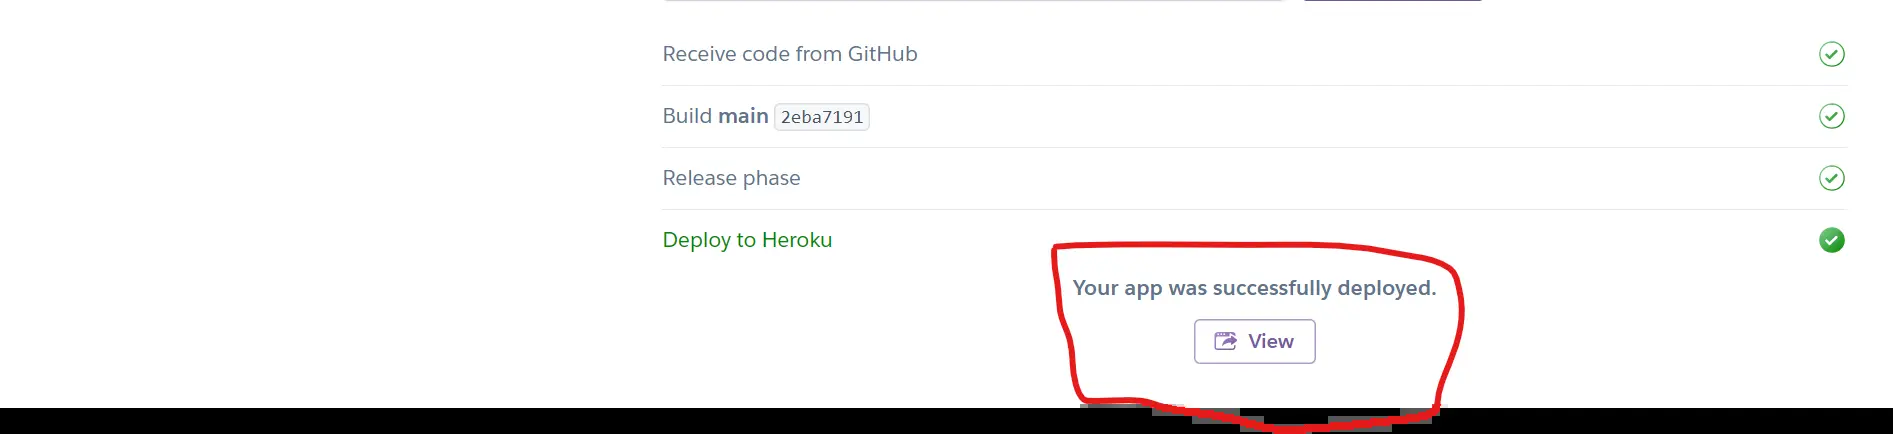 Receive code from GitHub
Build main 2eba7191
Release phase
Deploy to Heroku
Your app was successfully deployed.
View